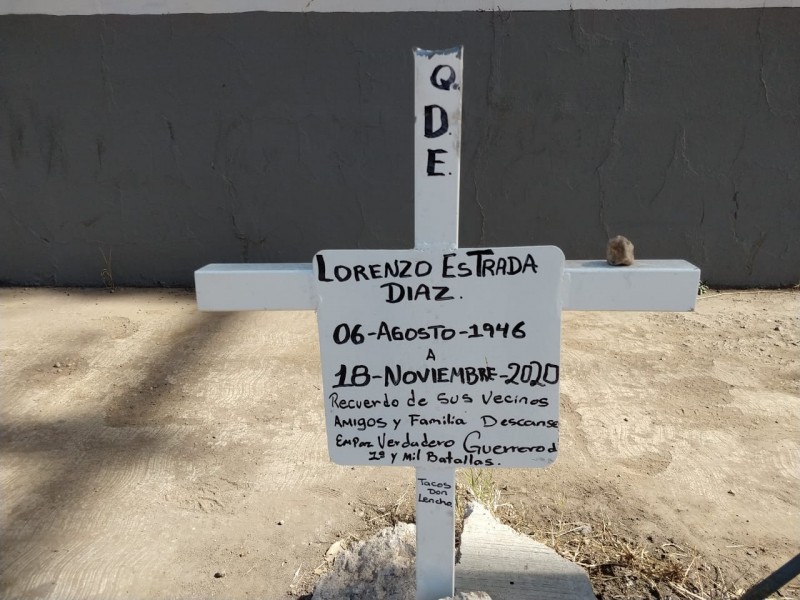 Q.
D.
E.
LORENZO ESTRADA
DIAZ.
06-AGOSTO-1946
A
18-NOVIEMBRE-2020
Recuerdo de Sus Vecinos
AMIGOS y FAMiLiA DEscanse
EmPaz Verdadero Guerrero d
1ª y Mil Batallas.
Tacos
Don
Lencho